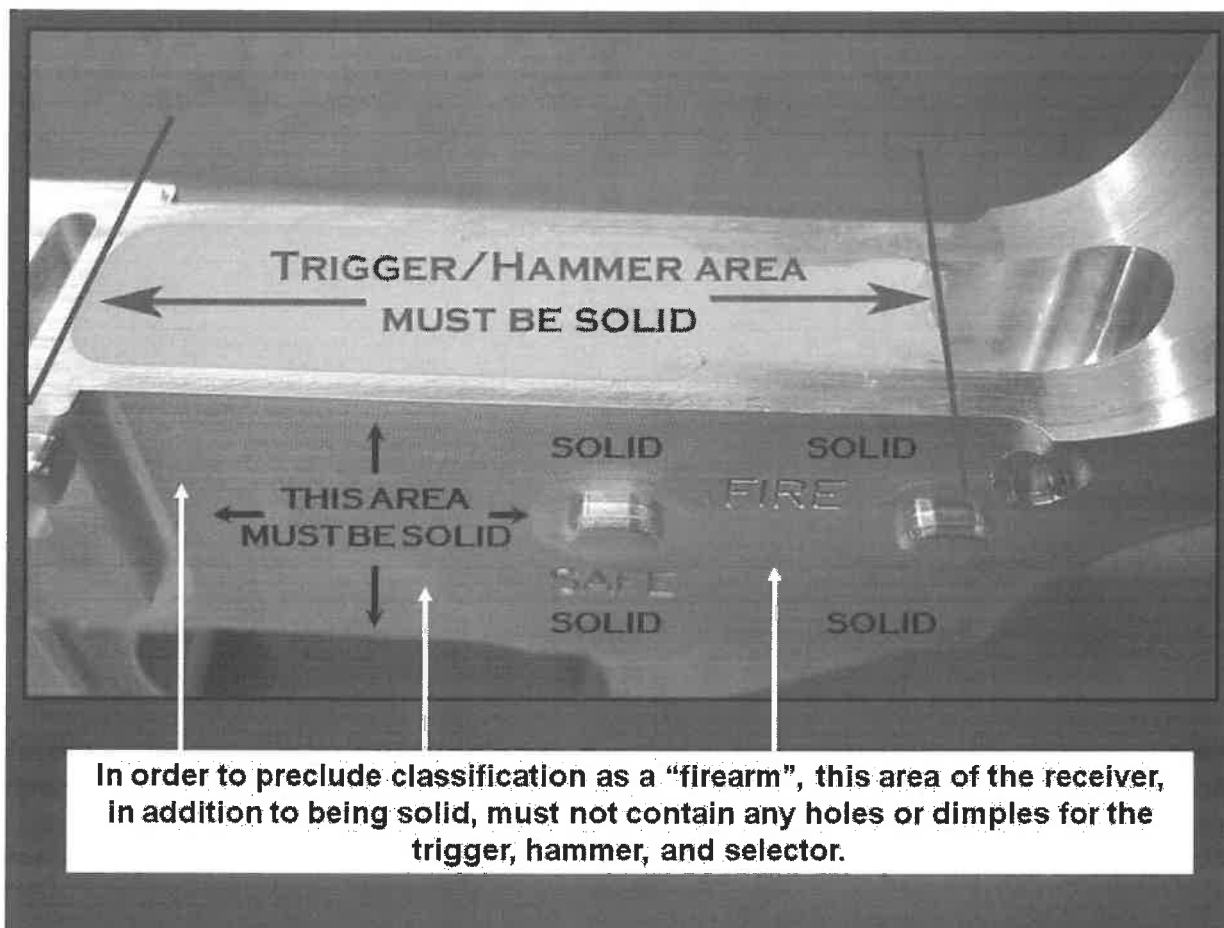 TRIGGER/HAMMER AREA
MUST BE SOLID
SOLID SOLID
FIRE
THIS AREA
MUST BE SOLID
SAFE
SOLID SOLID
In order to preclude classification as a “firearm”, this area of the receiver,
in addition to being solid, must not contain any holes or dimples for the
trigger, hammer, and selector.